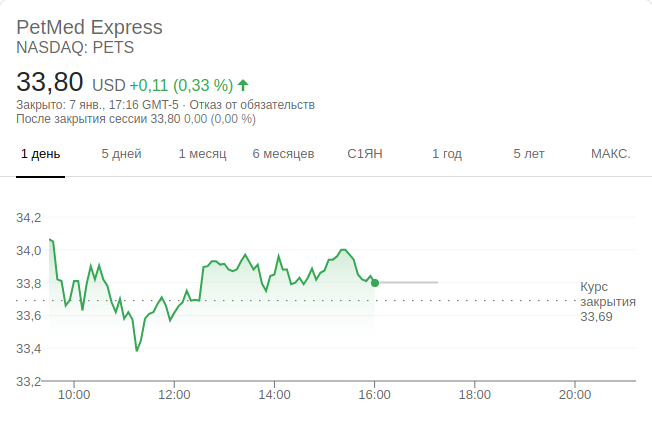 PetMed Express
NASDAQ: PETS
33,80 USD +0,11 (0,33 %)
Закрыто: 7 янв., 17:16 GMT-5 · Отказ от обязательств
После закрытия сессии 33,80 0,00 (0,00 %)
1 день 5 дней 1 месяц 6 месяцев С1ЯН 1 год 5 лет МАКС.
34,2
34,0
33,8
33,6
33,4
33,2
Курс
закрытия
33,69
10:00 12:00 14:00 16:00 18:00 20:00